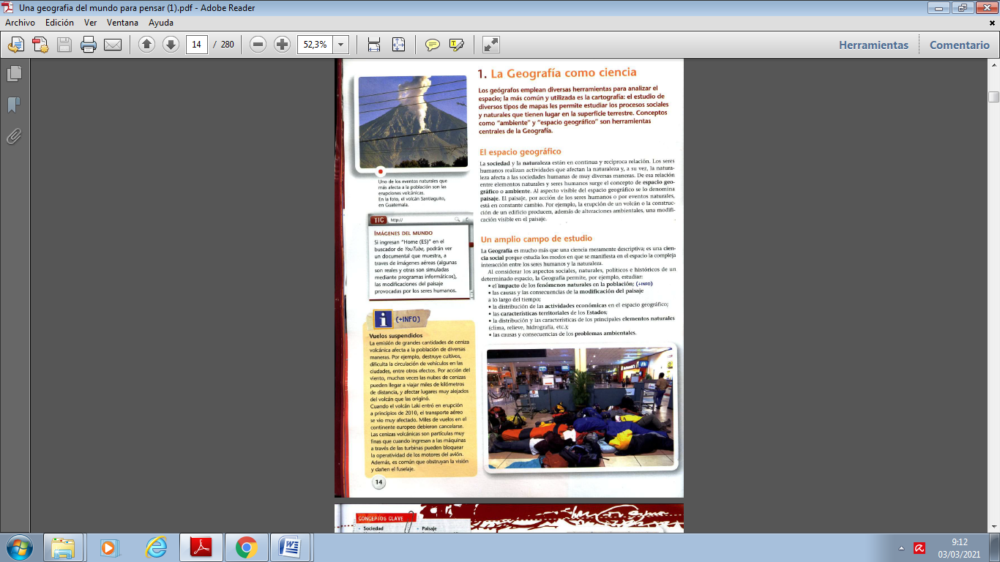 Una geografia del mundo para pensar (1).pdf - Adobe Reader
Archivo Edición Ver Ventana Ayuda
14 / 280
52,3%
Herramientas Comentario
1. La Geografía como ciencia
Los geógrafos emplean diversas herramientas para analizar el
espacio; la más común y utilizada es la cartografía: el estudio de
diversos tipos de mapas les permite estudiar los procesos sociales
y naturales que tienen lugar en la superficie terrestre. Conceptos
como “ambiente” y “espacio geográfico” son herramientas
centrales de la Geografía.
El espacio geográfico
La sociedad y la naturaleza están en continua y recíproca relación. Los seres
humanos realizan actividades que afectan la naturaleza y, a su vez, la natura-
leza afecta a las sociedades humanas de muy diversas maneras. De esa relación
entre elementos naturales y seres humanos surge el concepto de espacio geo-
gráfico o ambiente. Al aspecto visible del espacio geográfico se lo denomina
paisaje. El paisaje, por acción de los seres humanos o por eventos naturales,
está en constante cambio. Por ejemplo, la erupción de un volcán o la construc-
ción de un edificio producen, además de alteraciones ambientales, una modifi-
cación visible en el paisaje.
Un amplio campo de estudio
La Geografía es mucho más que una ciencia meramente descriptiva; es una cien-
cia social porque estudia los modos en que se manifiesta en el espacio la compleja
interacción entre los seres humanos y la naturaleza.
Al considerar los aspectos sociales, naturales, políticos e históricos de un
determinado espacio, la Geografía permite, por ejemplo, estudiar:
• el impacto de los fenómenos naturales en la población; (+INFO)
• las causas y las consecuencias de la modificación del paisaje
a lo largo del tiempo;
• la distribución de las actividades económicas en el espacio geográfico;
• las características territoriales de los Estados;
• la distribución y las características de los principales elementos naturales
(clima, relieve, hidrografía, etc.);
• las causas y consecuencias de los problemas ambientales.
Uno de los eventos naturales que
más afecta a la población son las
erupciones volcánicas.
En la foto, el volcán Santiaguito,
en Guatemala.
TIC http://
IMÁGENES DEL MUNDO
Si ingresan “Home (ES)” en el
buscador de YouTube, podrán ver
un documental que muestra, a
través de imágenes aéreas (algunas
son reales y otras son simuladas
mediante programas informáticos),
las modificaciones del paisaje
provocadas por los seres humanos.
i (+INFO)
Vuelos suspendidos
La emisión de grandes cantidades de ceniza
volcánica afecta a la población de diversas
maneras. Por ejemplo, destruye cultivos,
dificulta la circulación de vehículos en las
ciudades, entre otros efectos. Por acción del
viento, muchas veces las nubes de cenizas
pueden llegar a viajar miles de kilómetros
de distancia, y afectar lugares muy alejados
del volcán que las originó.
Cuando el volcán Laki entró en erupción
a principios de 2010, el transporte aéreo
se vio muy afectado. Miles de vuelos en el
continente europeo debieron cancelarse.
Las cenizas volcánicas son partículas muy
finas que cuando ingresan a las máquinas
a través de las turbinas pueden bloquear
la operatividad de los motores del avión.
Además, es común que obstruyan la visión
y dañen el fuselaje.
14
CONCEPTOS CLAVE
- Sociedad - Paisaje
9:12
03/03/2021